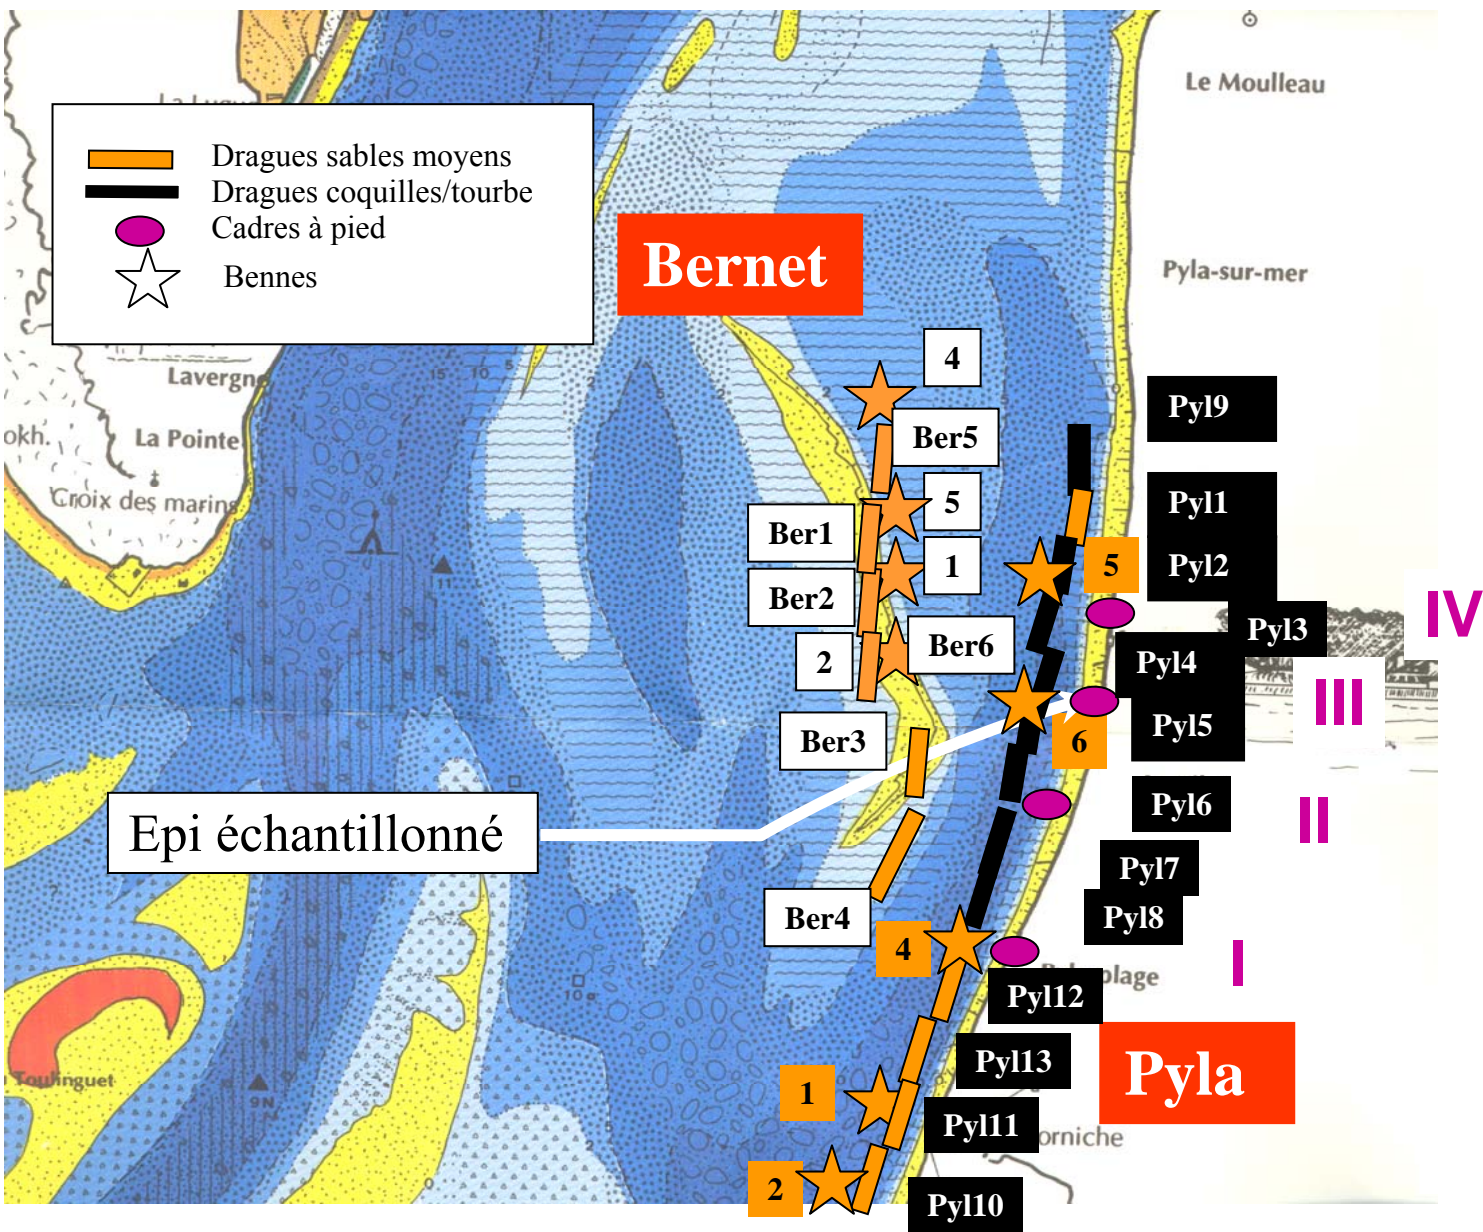 Le Moulleau
Dragues sables moyens
Dragues coquilles/tourbe
Cadres à pied
Bennes
Bernet
Pyla-sur-mer
4
Lavergne
Pyl9
La Pointe
Ber5
Croix des marins
5
Pyl1
Ber1
1
5
Pyl2
Ber2
IV
Pyl3
Ber6
2
Pyl4
III
Pyl5
Ber3
6
Pyl6
II
Epi échantillonné
Pyl7
Ber4
Pyl8
4
I
plage
Pyl12
Pyl13
Pyla
Toulinguet
1
Pyl11
orniche
2
Pyl10